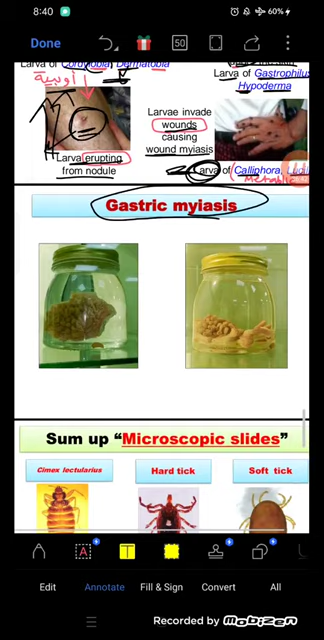 8:40
60%
Done
50
Larva of Cordylobia, Dermatobia
Larva of Gastrophilus,
Hypoderma
Larvae invade
wounds
causing
wound myiasis
Larva erupting
from nodule
Larva of Calliphora,
Gastric myiasis
Sum up “Microscopic slides”
Cimex lectularius
Hard tick
Soft tick
A
T
Edit
Annotate
Fill & Sign
Convert
All
Recorded by mobizen